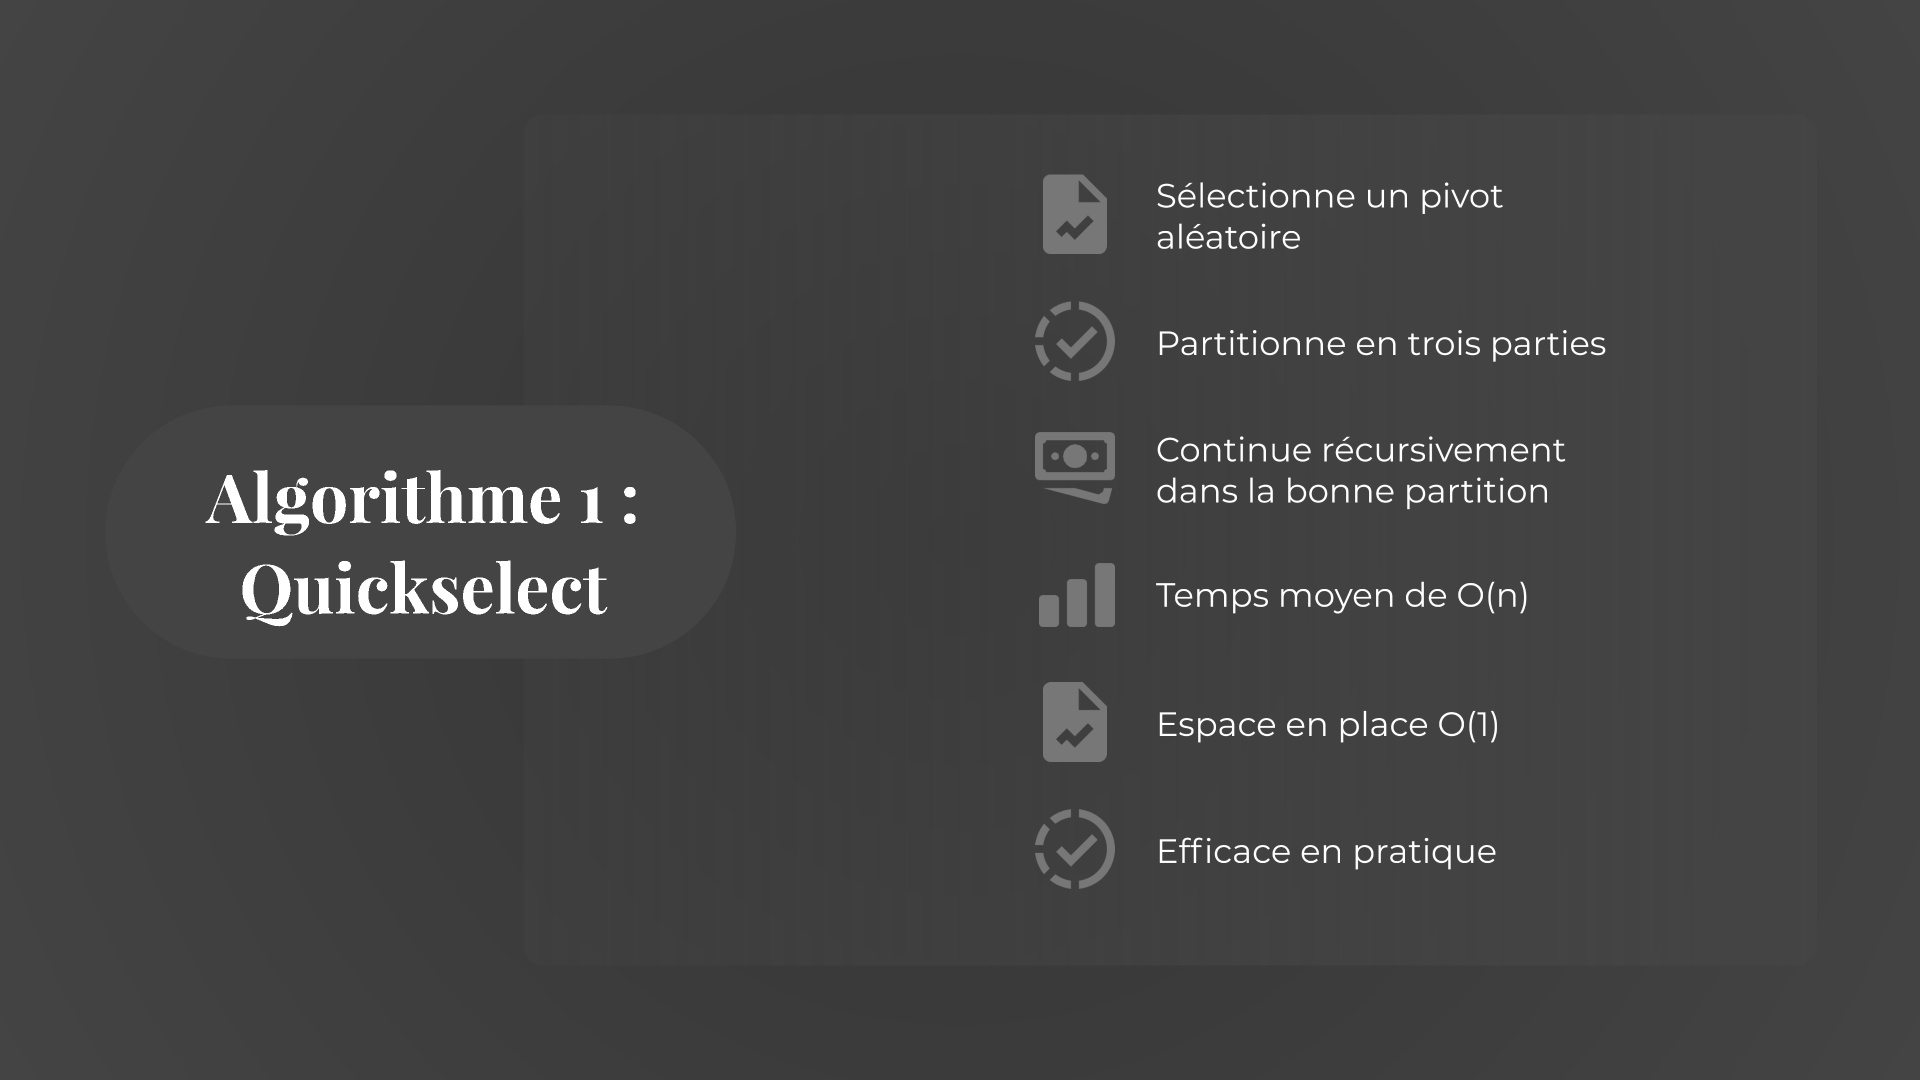 Algorithme 1 :
Quickselect
Sélectionne un pivot
aléatoire
Partitionne en trois parties
Continue récursivement
dans la bonne partition
Temps moyen de O(n)
Espace en place O(1)
Efficace en pratique